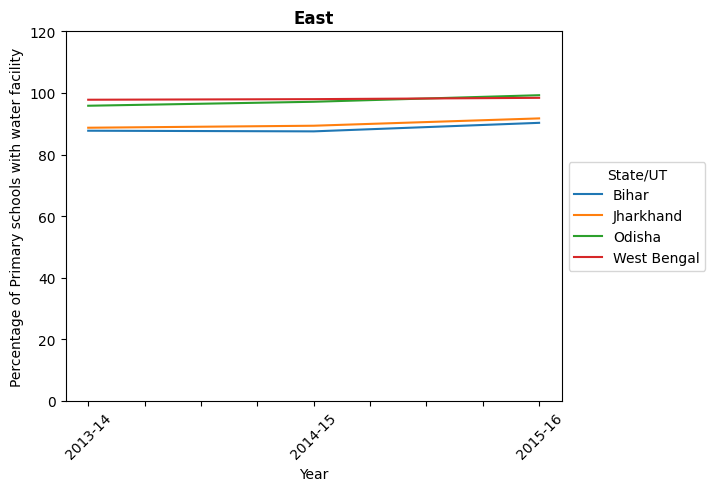 East
Percentage of Primary schools with water facility
120
100
80
60
40
20
0
2013-14
2014-15
2015-16
Year
State/UT
Bihar
Jharkhand
Odisha
West Bengal